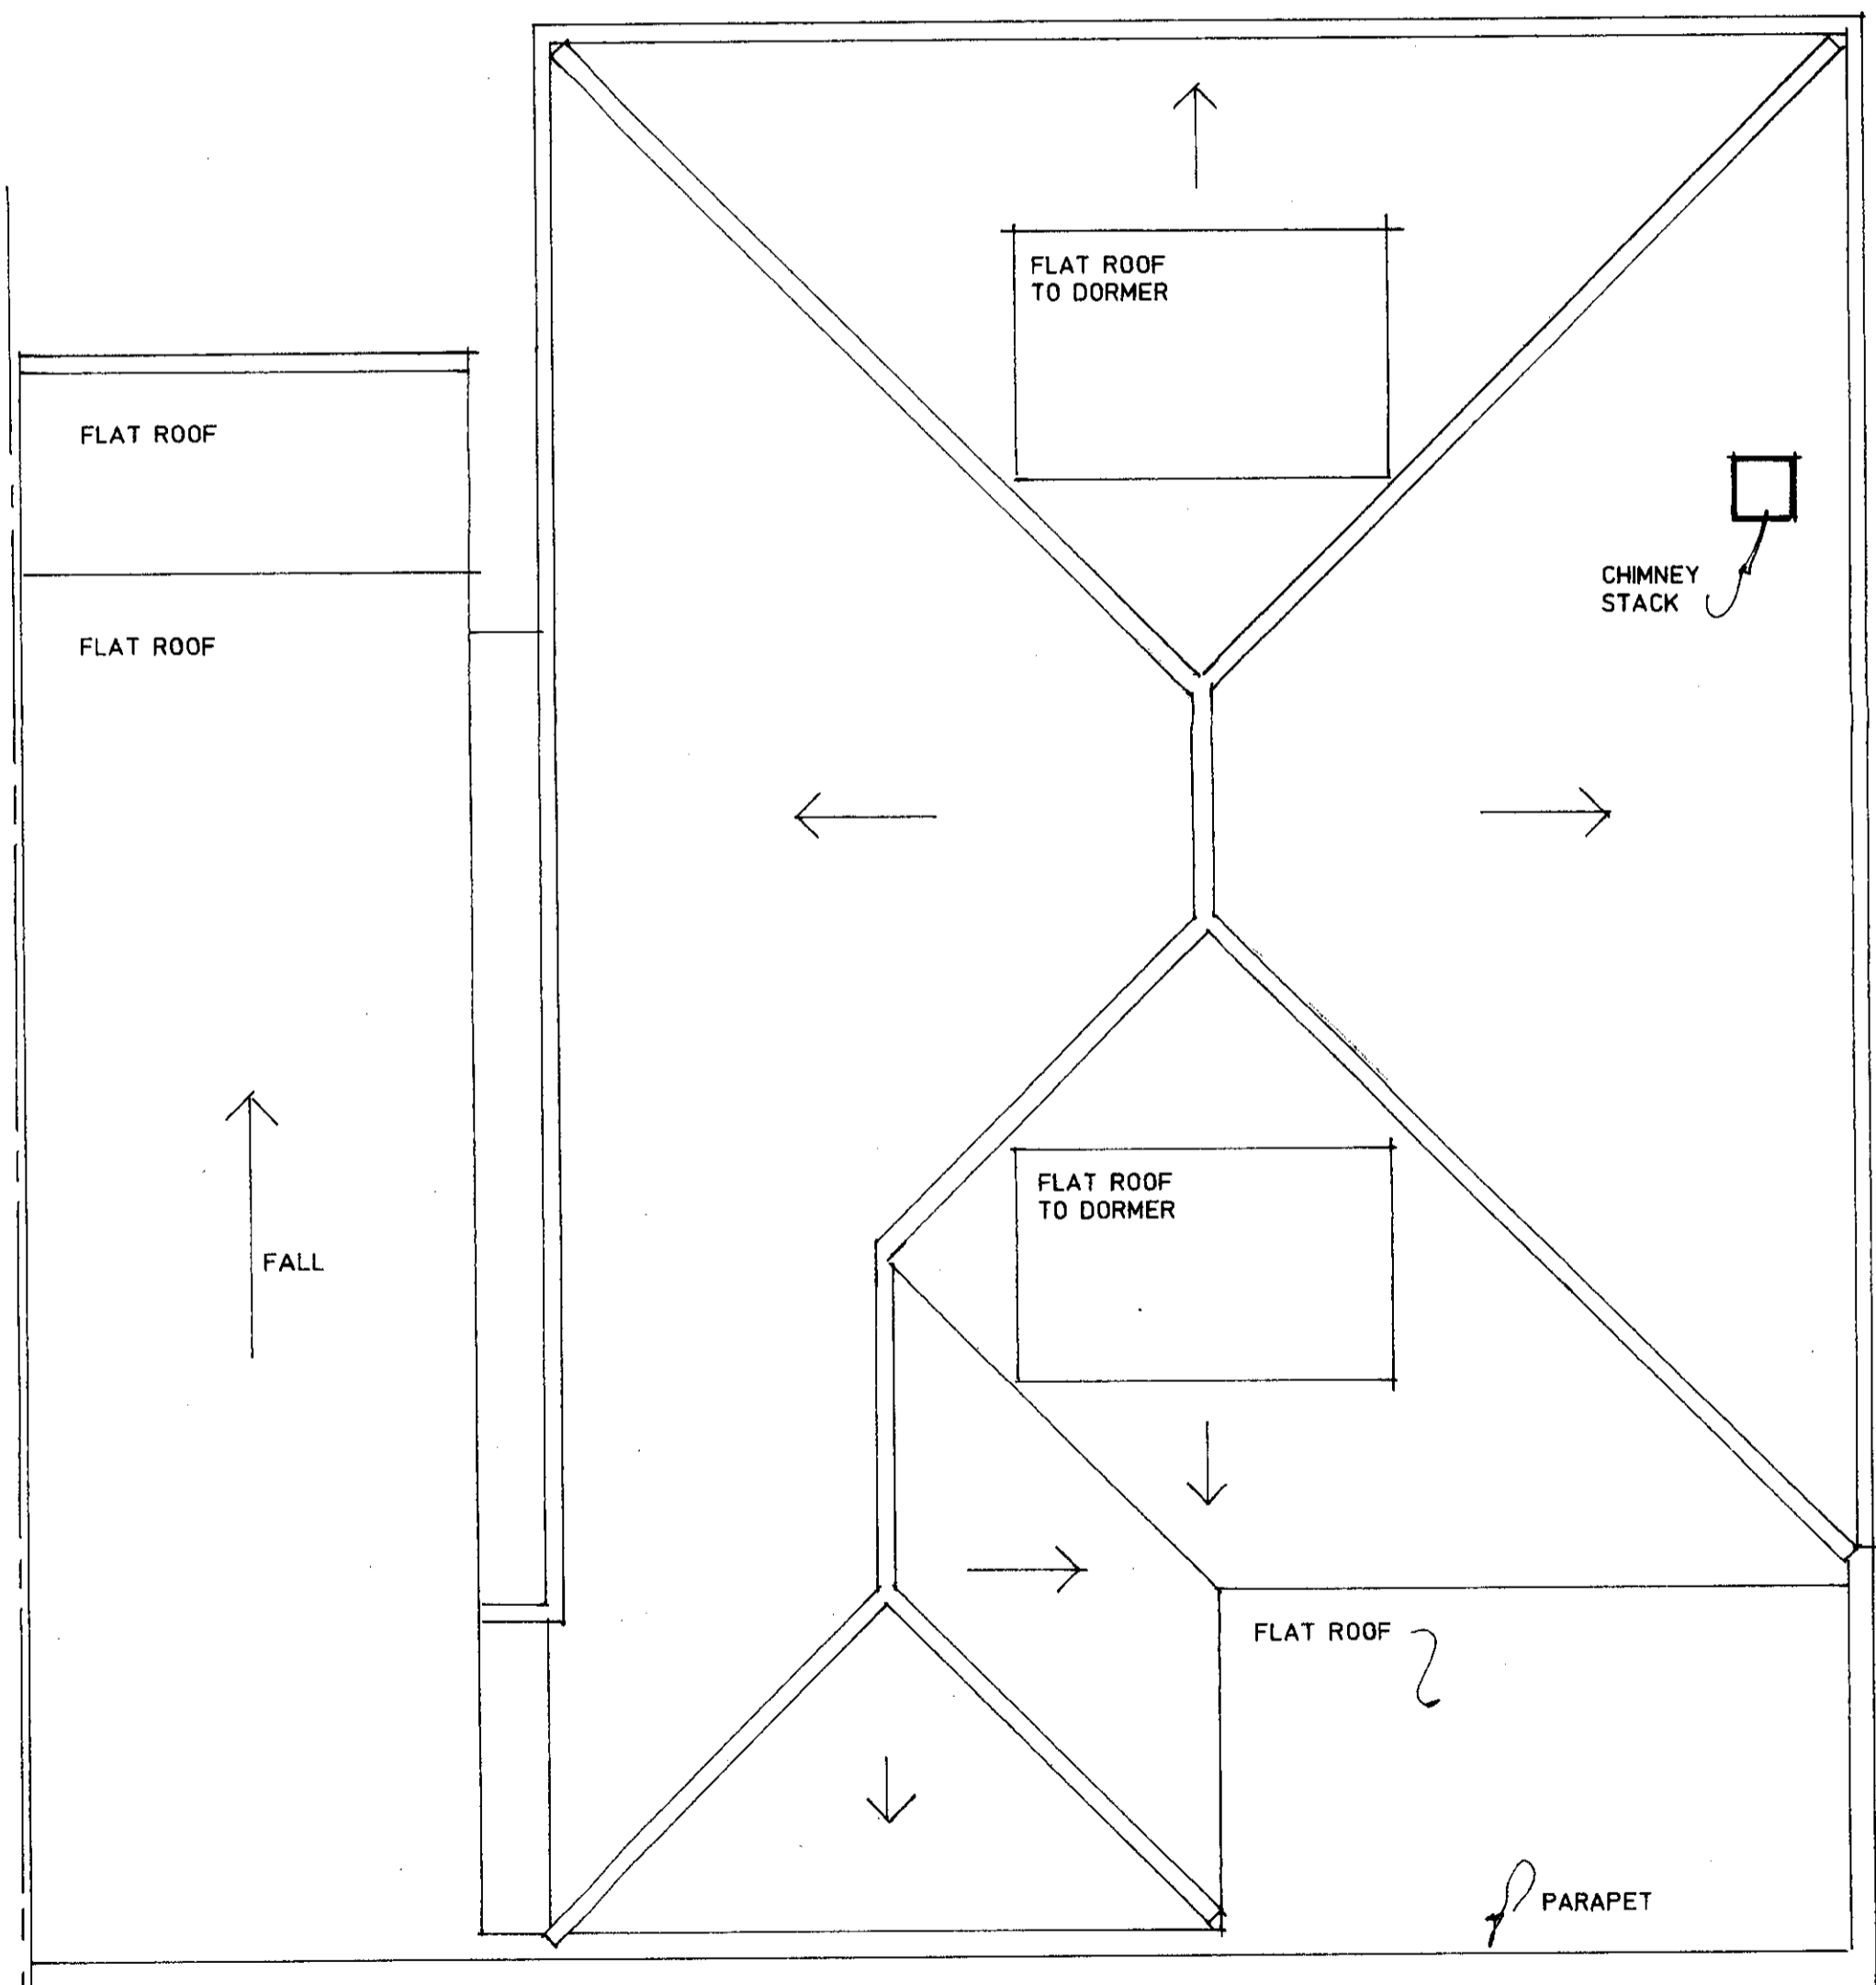 FLAT ROOF
TO DORMER
FLAT ROOF
CHIMNEY
STACK
FLAT ROOF
FLAT ROOF
TO DORMER
FALL
FLAT ROOF
PARAPET